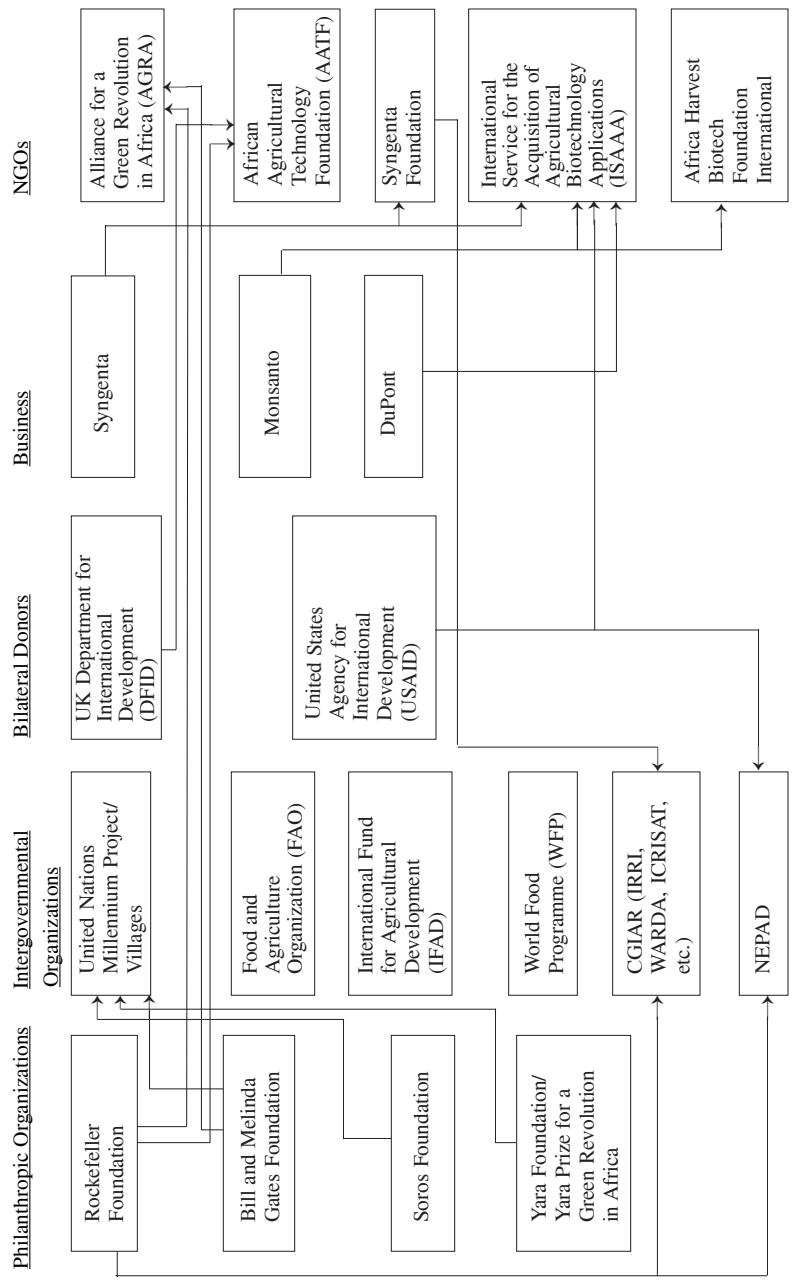 Philanthropic Organizations
Rockefeller
Foundation
Bill and Melinda
Gates Foundation
Soros Foundation
Yara Foundation/
Yara Prize for a
Green Revolution
in Africa
Intergovernmental
Organizations
United Nations
Millennium Project/
Villages
Food and
Agriculture
Organization (FAO)
International Fund
for Agricultural
Development
(IFAD)
World Food
Programme (WFP)
CGIAR (IRRI,
WARDA, ICRISAT,
etc.)
NEPAD
Bilateral Donors
UK Department for
International
Development
(DFID)
United States
Agency for
International
Development
(USAID)
Business
Syngenta
Monsanto
DuPont
NGOs
Alliance for a
Green Revolution
in Africa (AGRA)
African
Agricultural
Technology
Foundation (AATF)
Syngenta
Foundation
International
Service for the
Acquisition of
Agricultural
Biotechnology
Applications
(ISAAA)
Africa Harvest
Biotech
Foundation
International